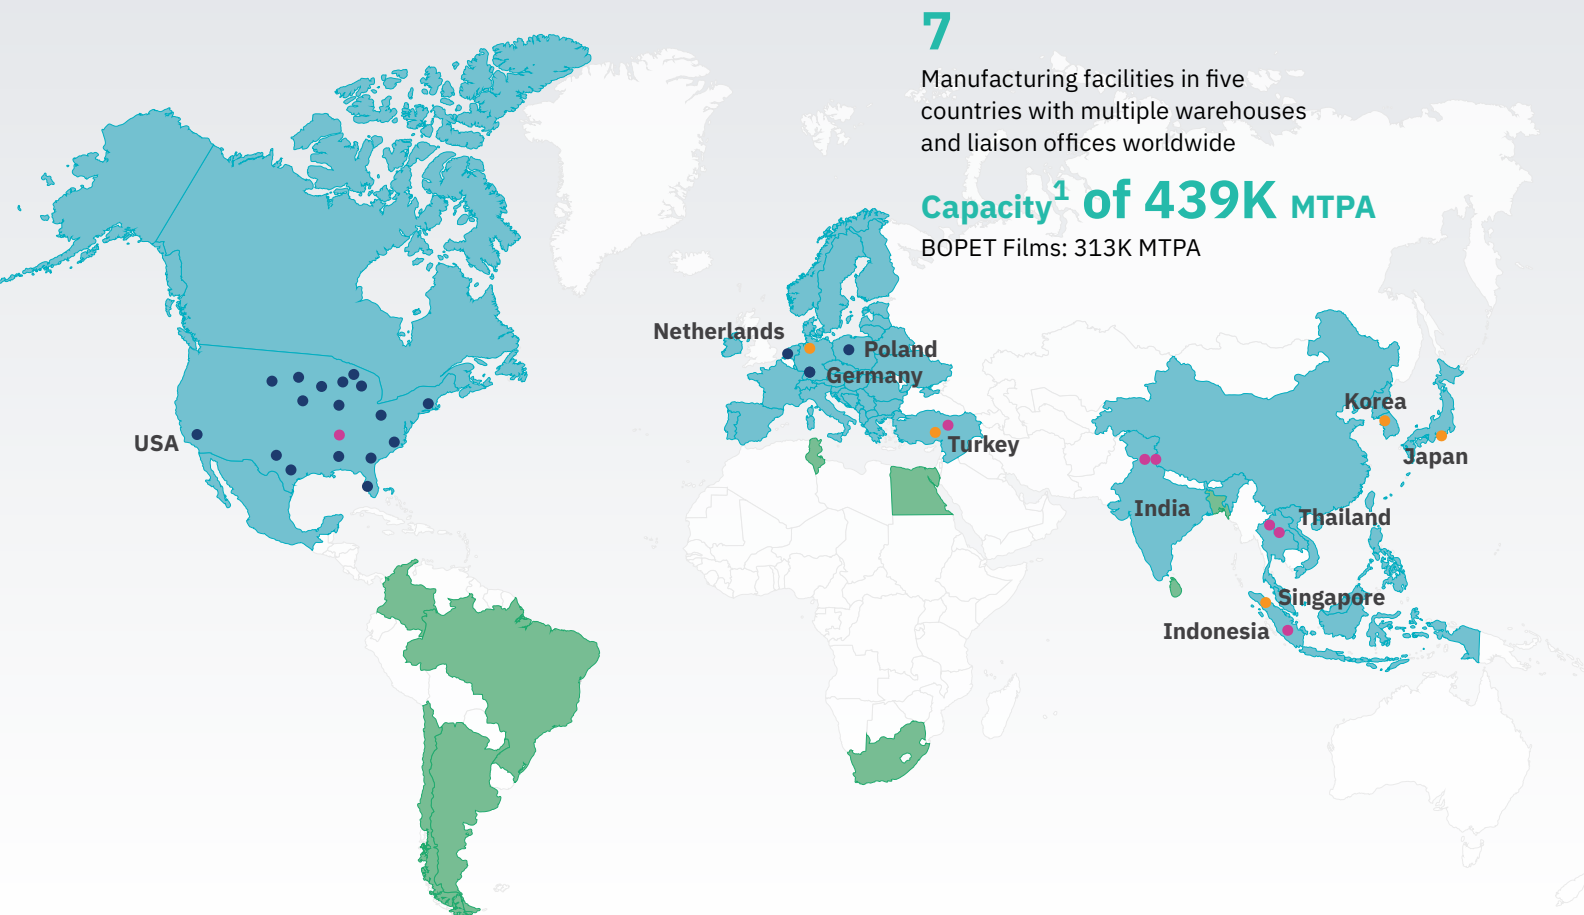 7
Manufacturing facilities in five
countries with multiple warehouses
and liaison offices worldwide
Capacity¹ of 439K MTPA
BOPET Films: 313K MTPA
Netherlands
Poland
Germany
USA
Turkey
Korea
Japan
India
Thailand
Singapore
Indonesia